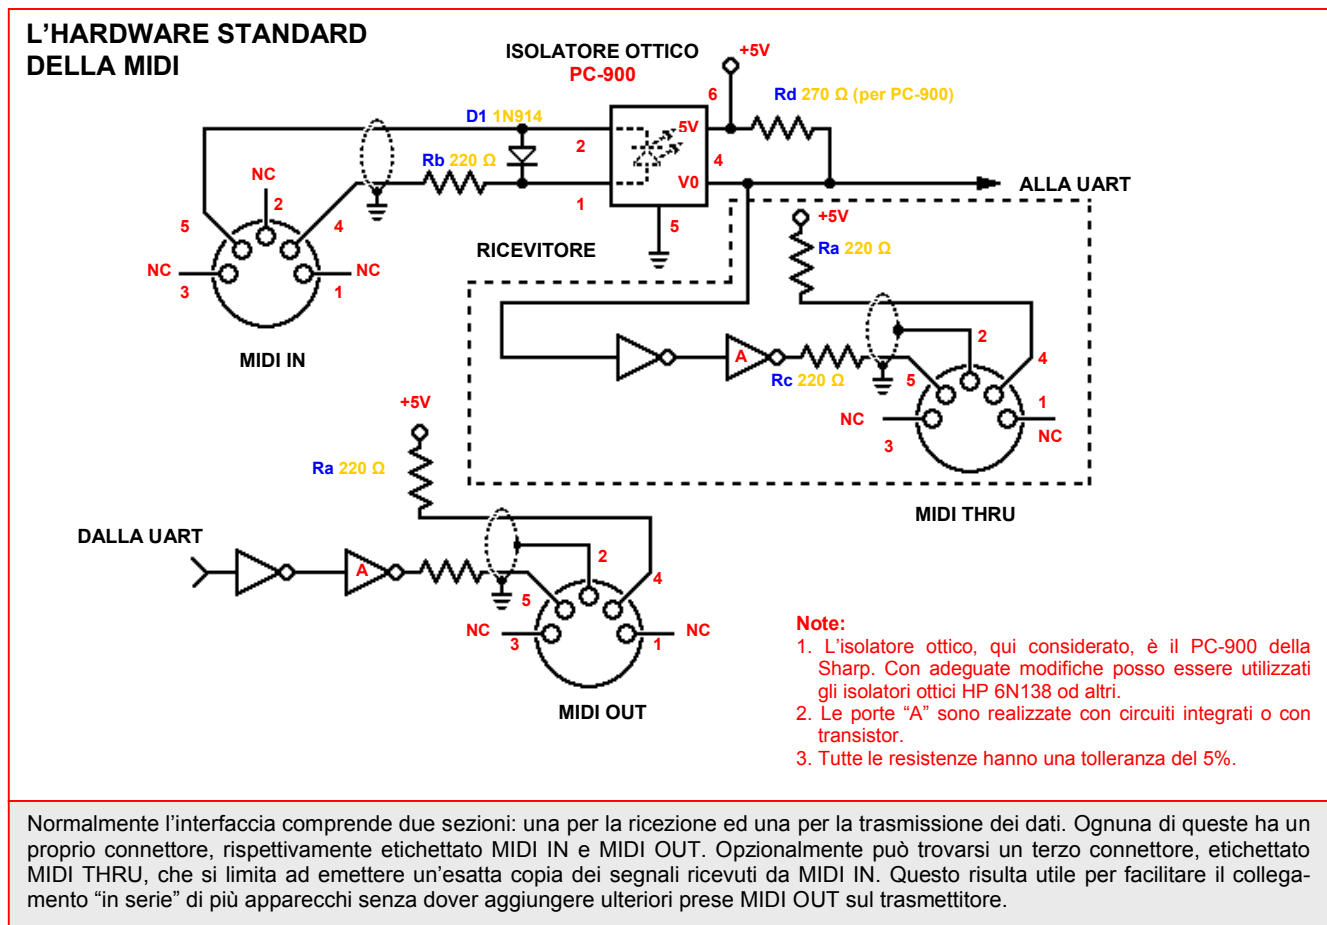 L'HARDWARE STANDARD
DELLA MIDI
ISOLATORE OTTICO
PC-900
+5V
6
Rd 270 Ω (per PC-900)
D1 1N914
5V
2
4
Rb 220 Ω
V0
1
5
ALLA UART
NC
2
5
4
NC
NC
3
1
MIDI IN
RICEVITORE
+5V
Ra 220 Ω
2
4
A
Rc 220 Ω
5
1
NC
NC
3
MIDI THRU
+5V
Ra 220 Ω
DALLA UART
A
2
4
5
NC
NC
3
1
MIDI OUT
Note:
1. L'isolatore ottico, qui considerato, è il PC-900 della
Sharp. Con adeguate modifiche posso essere utilizzati
gli isolatori ottici HP 6N138 od altri.
2. Le porte “A” sono realizzate con circuiti integrati o con
transistor.
3. Tutte le resistenze hanno una tolleranza del 5%.
Normalmente l'interfaccia comprende due sezioni: una per la ricezione ed una per la trasmissione dei dati. Ognuna di queste ha un
proprio connettore, rispettivamente etichettato MIDI IN e MIDI OUT. Opzionalmente può trovarsi un terzo connettore, etichettato
MIDI THRU, che si limita ad emettere un'esatta copia dei segnali ricevuti da MIDI IN. Questo risulta utile per facilitare il collega-
mento “in serie” di più apparecchi senza dover aggiungere ulteriori prese MIDI OUT sul trasmettitore.